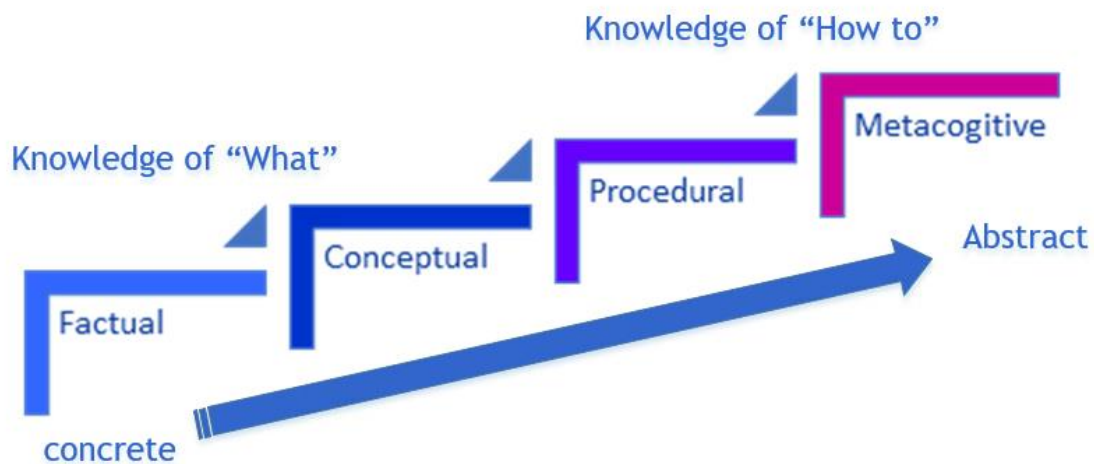 Knowledge of “How to”
Metacogitive
Knowledge of “What”
Procedural
Conceptual
Abstract
Factual
concrete